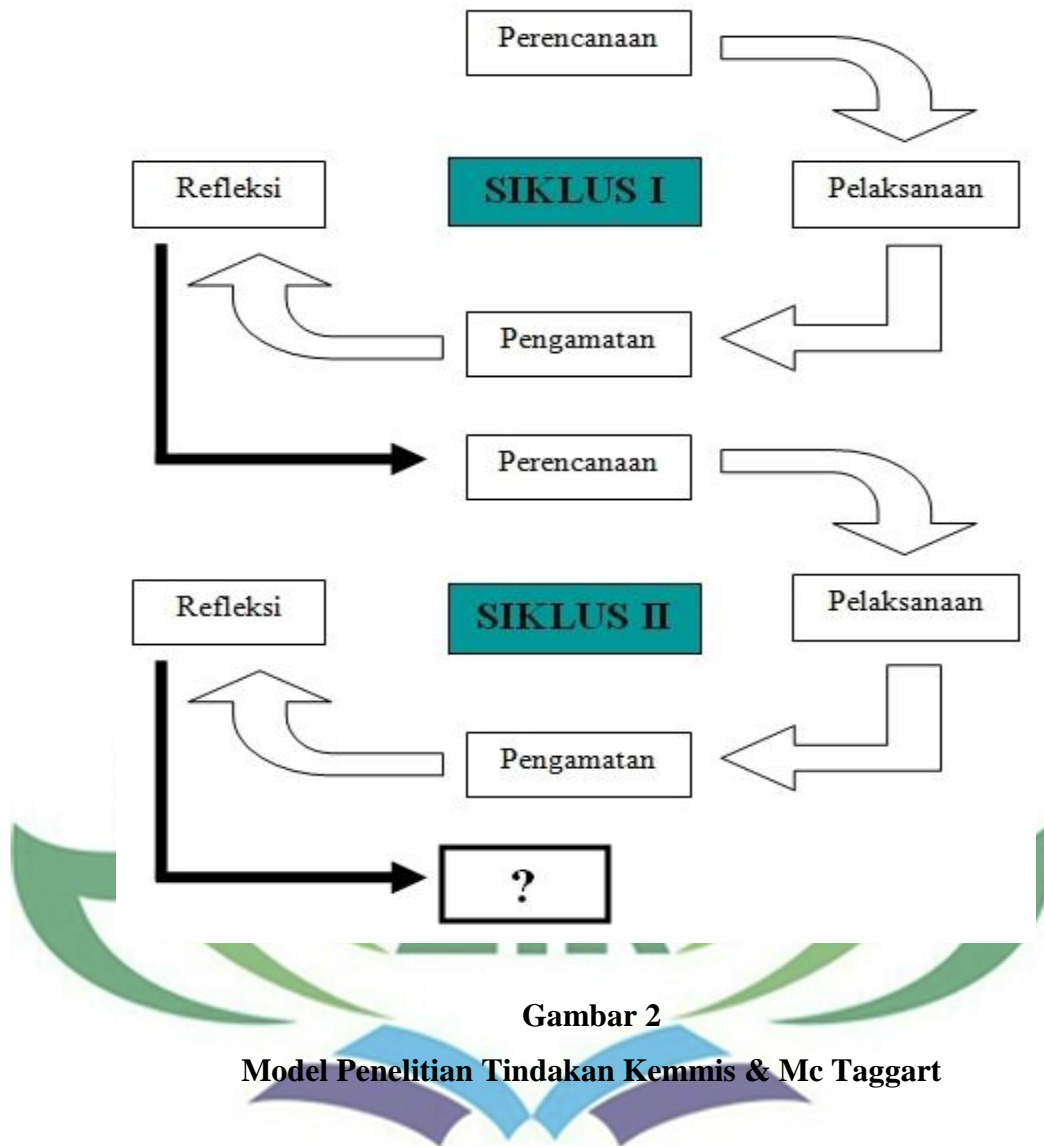 Perencanaan
Refleksi
SIKLUS I
Pelaksanaan
Pengamatan
Perencanaan
Refleksi
SIKLUS II
Pelaksanaan
Pengamatan
?
Gambar 2
Model Penelitian Tindakan Kemmis & Mc Taggart